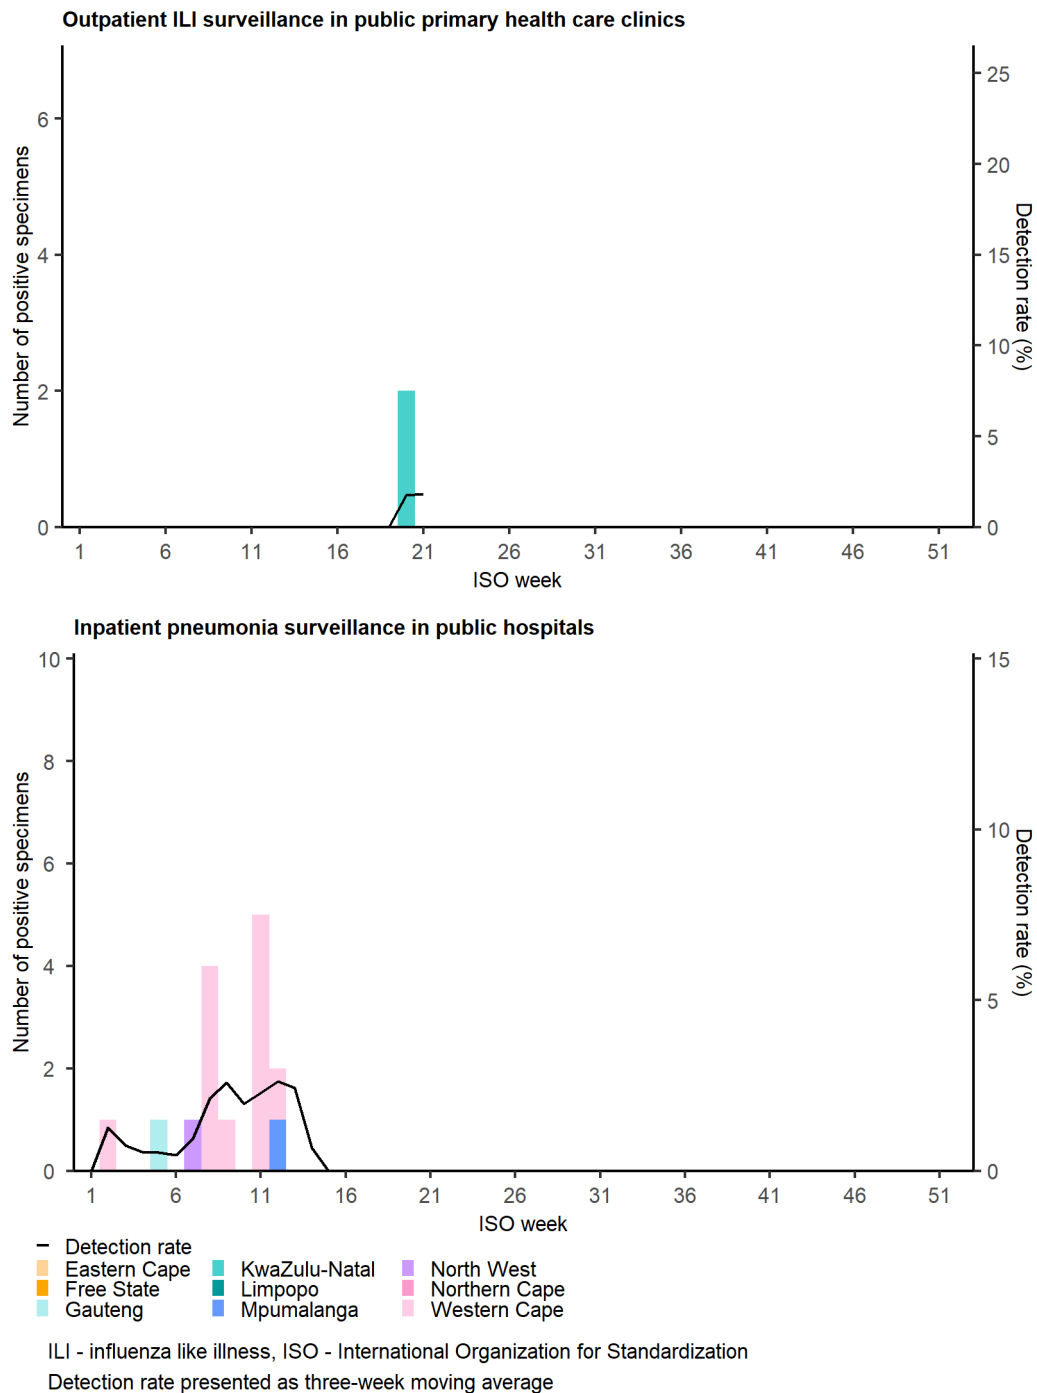 Outpatient ILI surveillance in public primary health care clinics
Number of positive specimens
6
4
2
0
25
20
15
10
5
0
Detection rate (%)
1 6 11 16 21 26 31 36 41 46 51
ISO week
Inpatient pneumonia surveillance in public hospitals
Number of positive specimens
10
8
6
4
2
0
15
10
5
0
Detection rate (%)
1 6 11 16 21 26 31 36 41 46 51
ISO week
Detection rate
Eastern Cape KwaZulu-Natal North West
Free State Limpopo Northern Cape
Gauteng Mpumalanga Western Cape
ILI - influenza like illness, ISO - International Organization for Standardization
Detection rate presented as three-week moving average